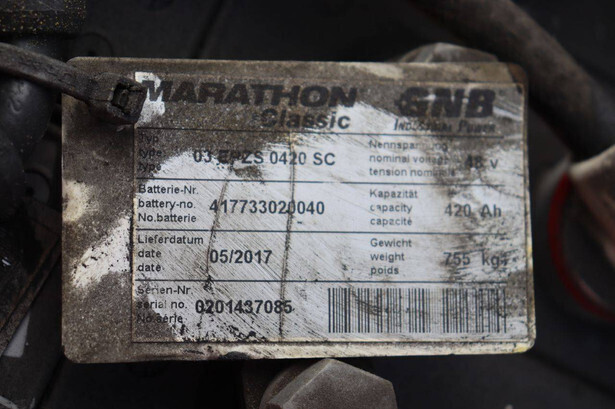 MARATHON GNB
Classic INDUSTRIAL POWER
type 03 EPZS 0420 SC
Nennspannung
nominal voltage 48 v
tension nominale
Batterie-Nr.
battery-no. 417733020040
No.batterie
Kapazität
capacity 420 Ah
capacité
Lieferdatum
date 05/2017
daté
Gewicht
weight 755 kg
poids
Serien-Nr
serial no. 0201437085
No.série